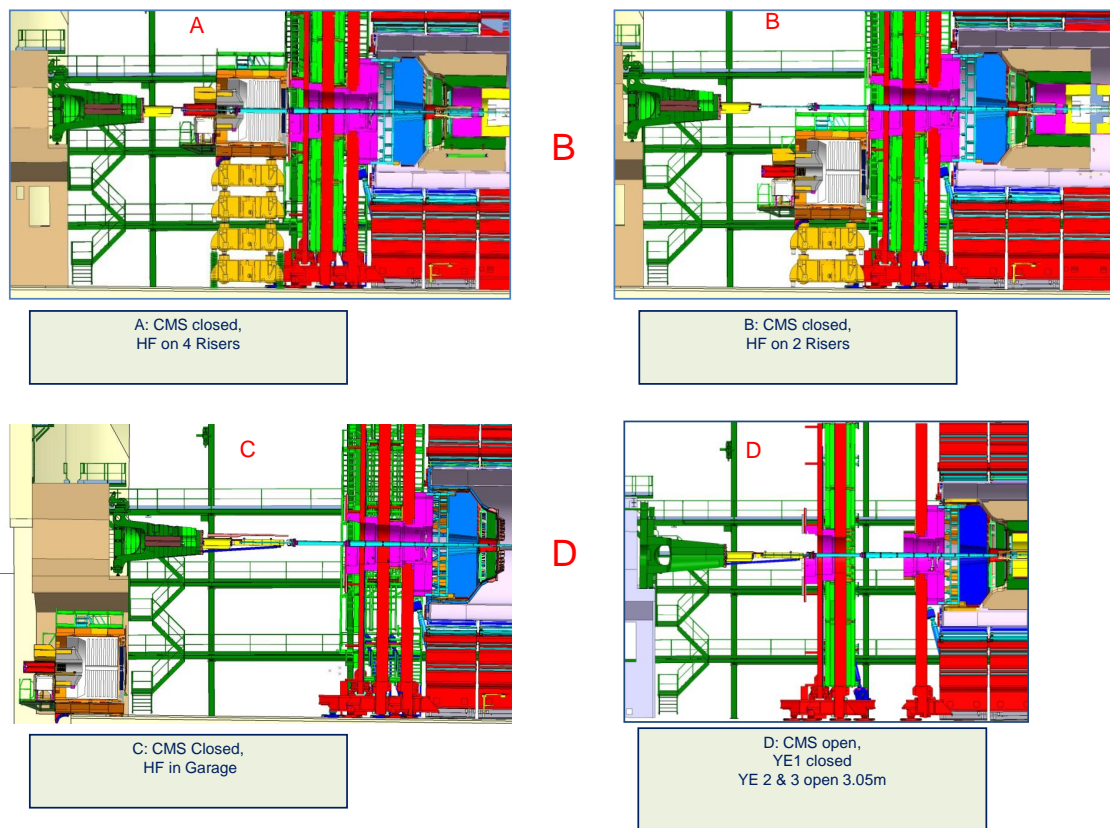 A
B
B
A: CMS closed,
HF on 4 Risers
B: CMS closed,
HF on 2 Risers
C
D
D
C: CMS Closed,
HF in Garage
D: CMS open,
YE1 closed
YE 2 & 3 open 3.05m